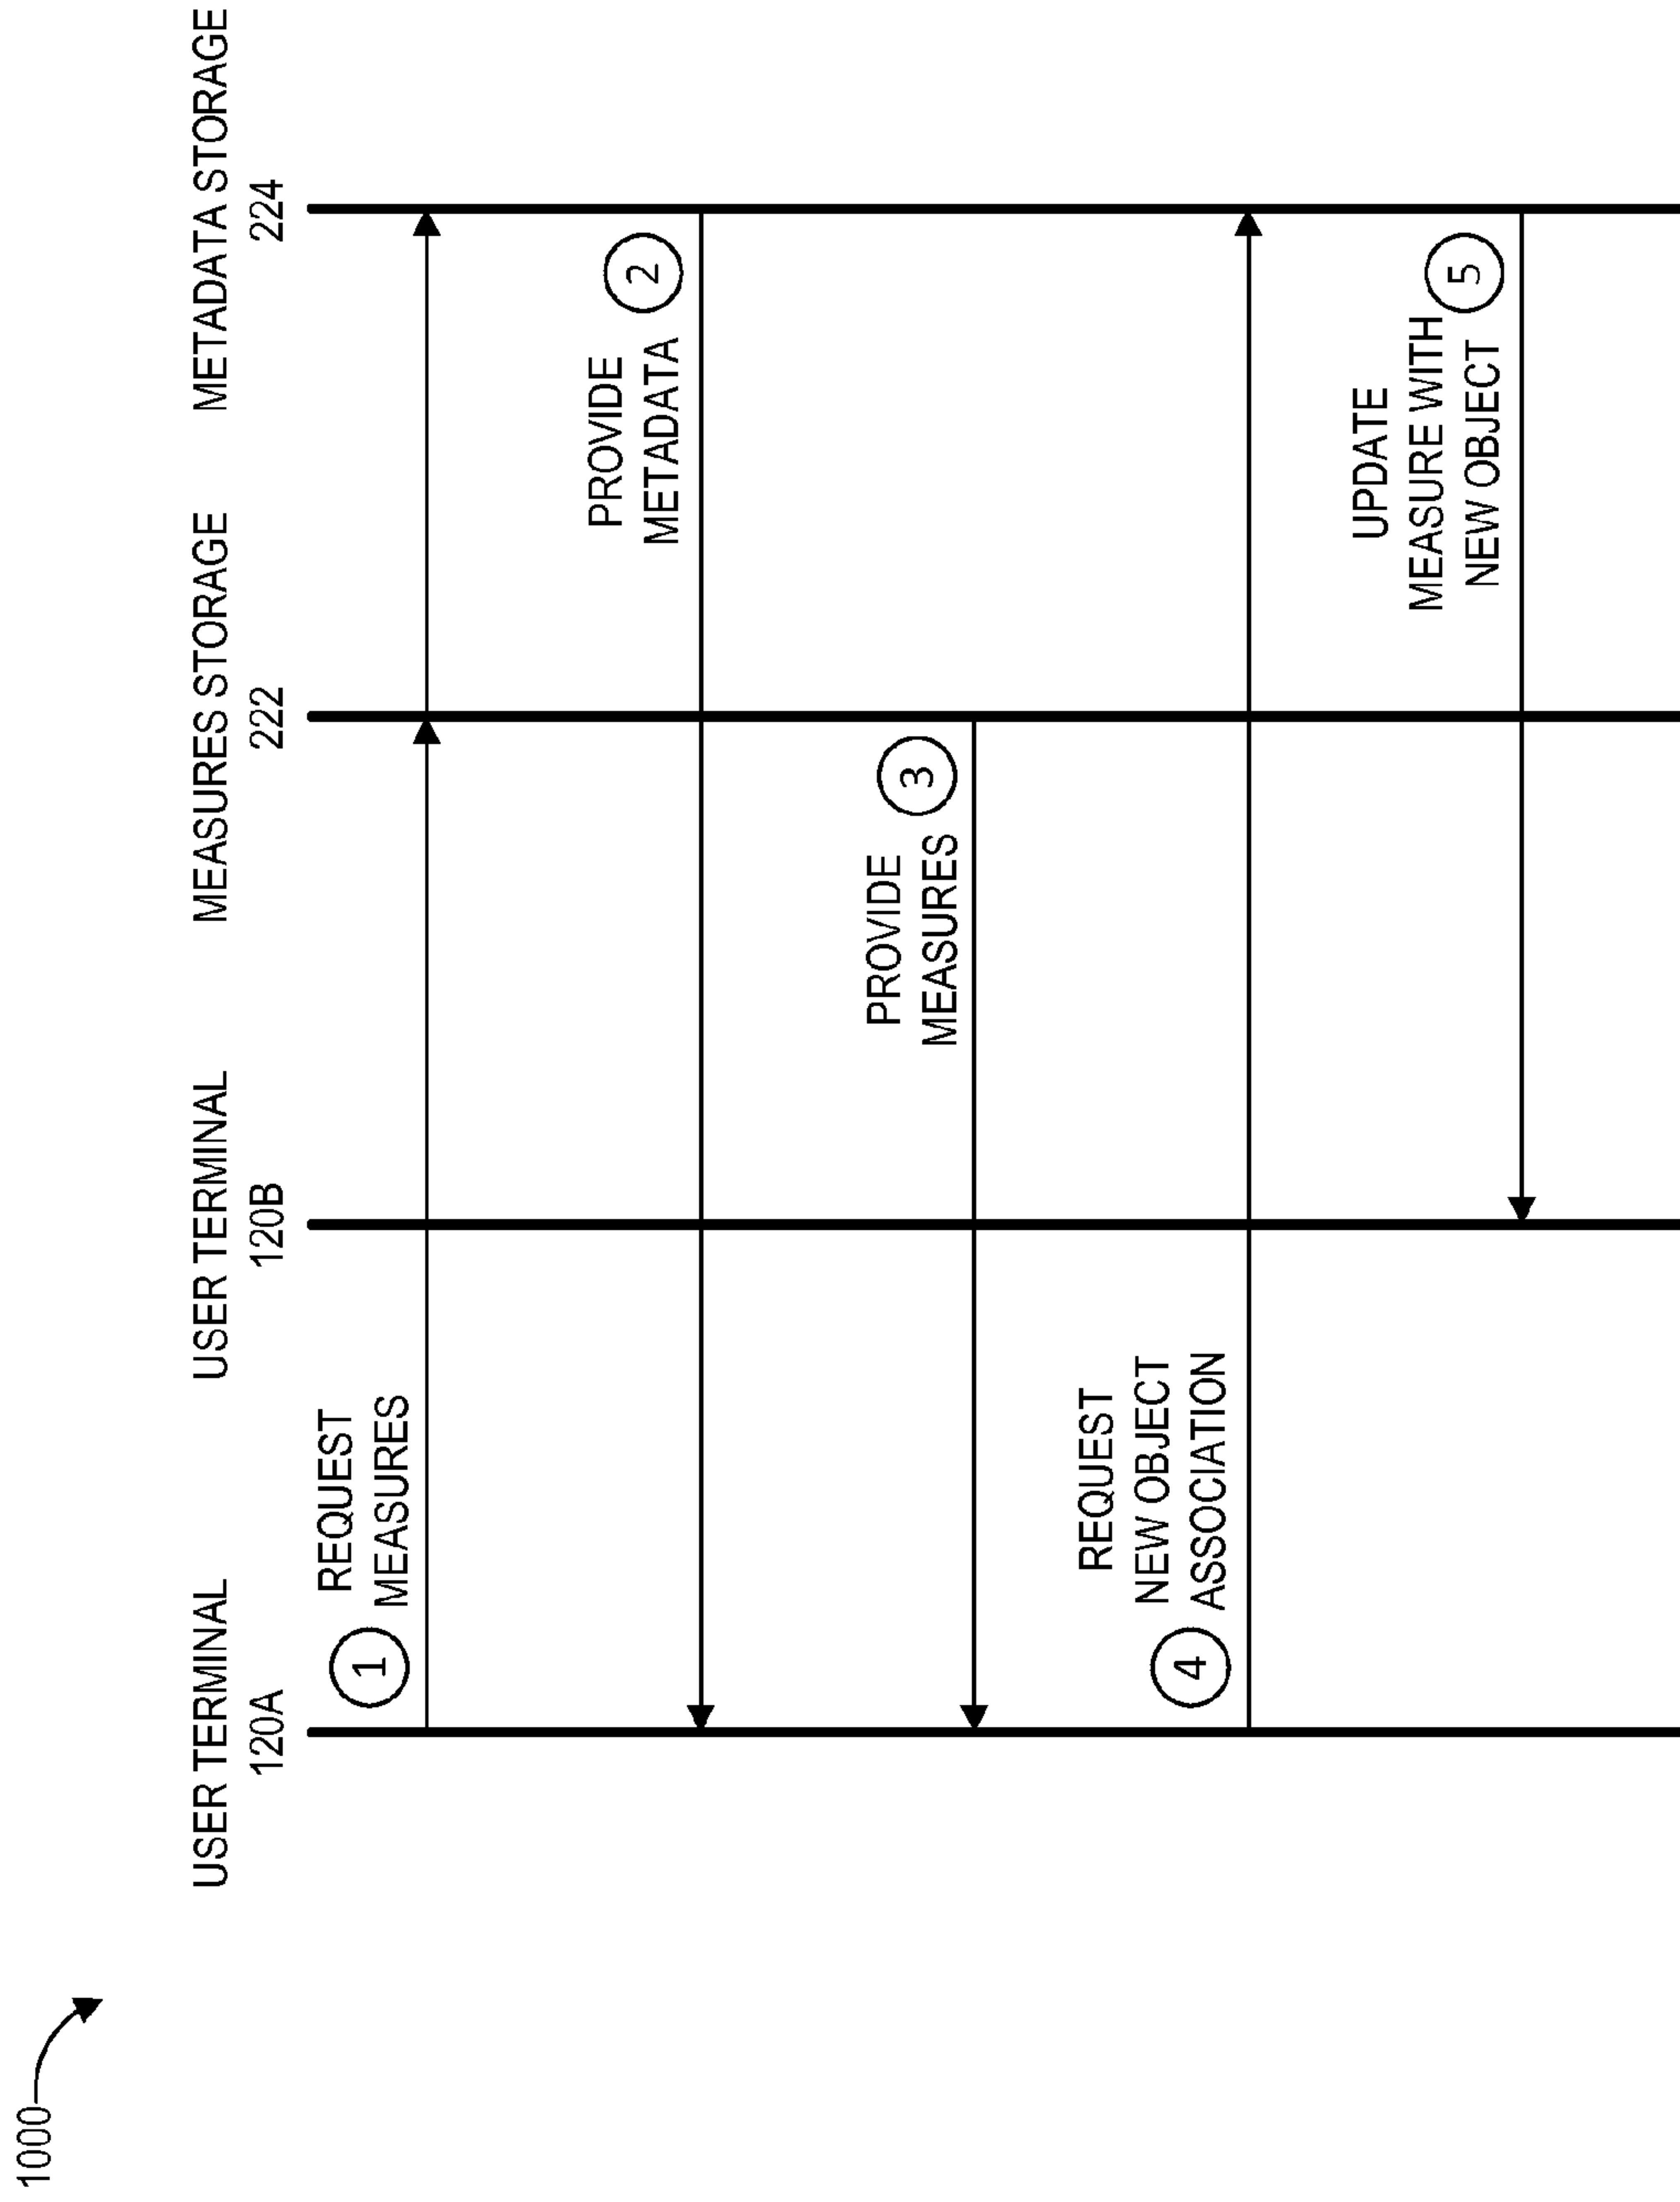 1000
USER TERMINAL
120A
USER TERMINAL
120B
MEASURES STORAGE
222
METADATA STORAGE
224
1
REQUEST
MEASURES
PROVIDE
METADATA
2
PROVIDE
MEASURES
3
4
REQUEST
NEW OBJECT
ASSOCIATION
UPDATE
MEASURE WITH
NEW OBJECT
5